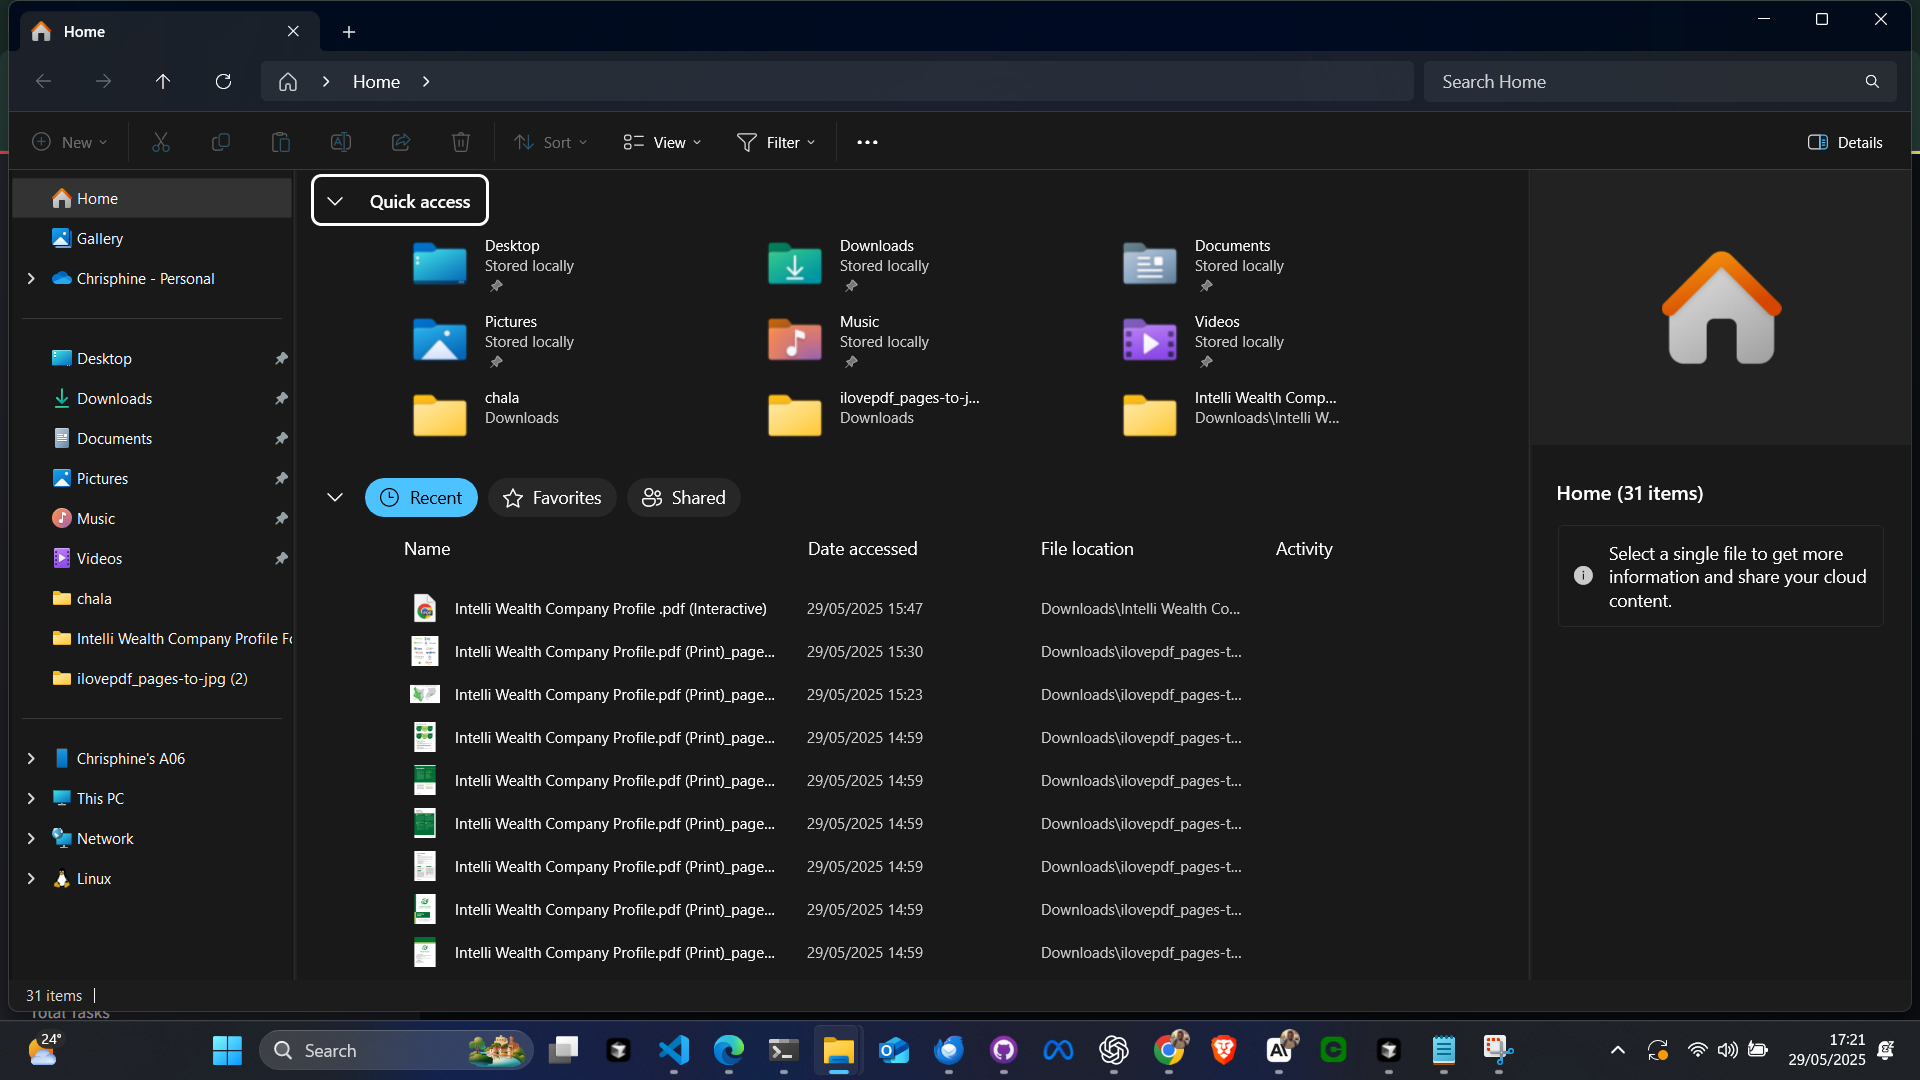 Home
Home
Search Home
New
Sort
View
Filter
Details
Home
Gallery
Chrisphine - Personal
Desktop
Downloads
Documents
Pictures
Music
Videos
chala
Intelli Wealth Company Profile Fo
ilovepdf_pages-to-jpg (2)
Chrisphine's A06
This PC
Network
Linux
Quick access
Desktop
Stored locally
Downloads
Stored locally
Documents
Stored locally
Pictures
Stored locally
Music
Stored locally
Videos
Stored locally
chala
Downloads
ilovepdf_pages-to-j...
Downloads
Intelli Wealth Comp...
Downloads\Intelli W...
Recent
Favorites
Shared
Name Date accessed File location Activity
Intelli Wealth Company Profile .pdf (Interactive) 29/05/2025 15:47 Downloads\Intelli Wealth Co...
Intelli Wealth Company Profile.pdf (Print)_page... 29/05/2025 15:30 Downloads\ilovepdf_pages-t...
Intelli Wealth Company Profile.pdf (Print)_page... 29/05/2025 15:23 Downloads\ilovepdf_pages-t...
Intelli Wealth Company Profile.pdf (Print)_page... 29/05/2025 14:59 Downloads\ilovepdf_pages-t...
Intelli Wealth Company Profile.pdf (Print)_page... 29/05/2025 14:59 Downloads\ilovepdf_pages-t...
Intelli Wealth Company Profile.pdf (Print)_page... 29/05/2025 14:59 Downloads\ilovepdf_pages-t...
Intelli Wealth Company Profile.pdf (Print)_page... 29/05/2025 14:59 Downloads\ilovepdf_pages-t...
Intelli Wealth Company Profile.pdf (Print)_page... 29/05/2025 14:59 Downloads\ilovepdf_pages-t...
Intelli Wealth Company Profile.pdf (Print)_page... 29/05/2025 14:59 Downloads\ilovepdf_pages-t...
Home (31 items)
Select a single file to get more
information and share your cloud
content.
31 items
Total Tasks
24°
Search
17:21
29/05/2025